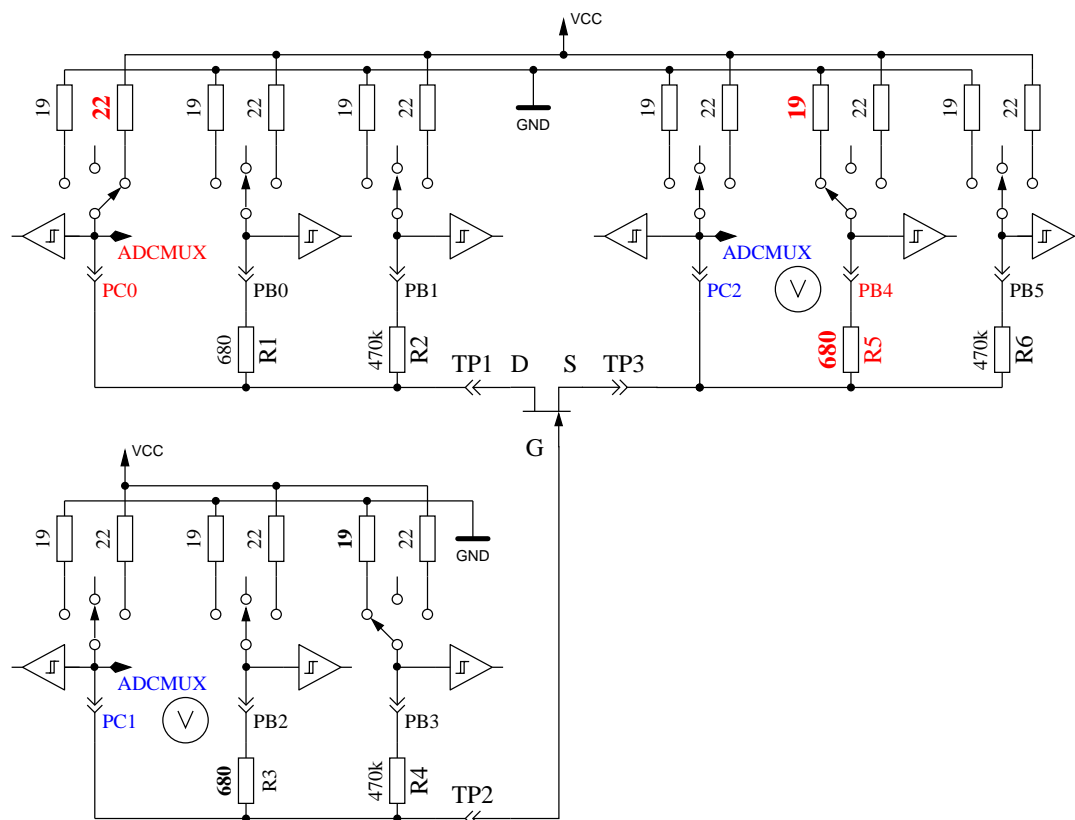 VCC
19
22
19
22
19
22
GND
19
22
19
22
19
22
ADCMUX
ADCMUX
PC0
PB0
PB1
PC2
V
PB4
PB5
680
R1
470k
R2
680
R5
470k
R6
TP1
D
S
TP3
G
VCC
19
22
19
22
19
22
GND
ADCMUX
PC1
V
PB2
PB3
680
R3
470k
R4
TP2